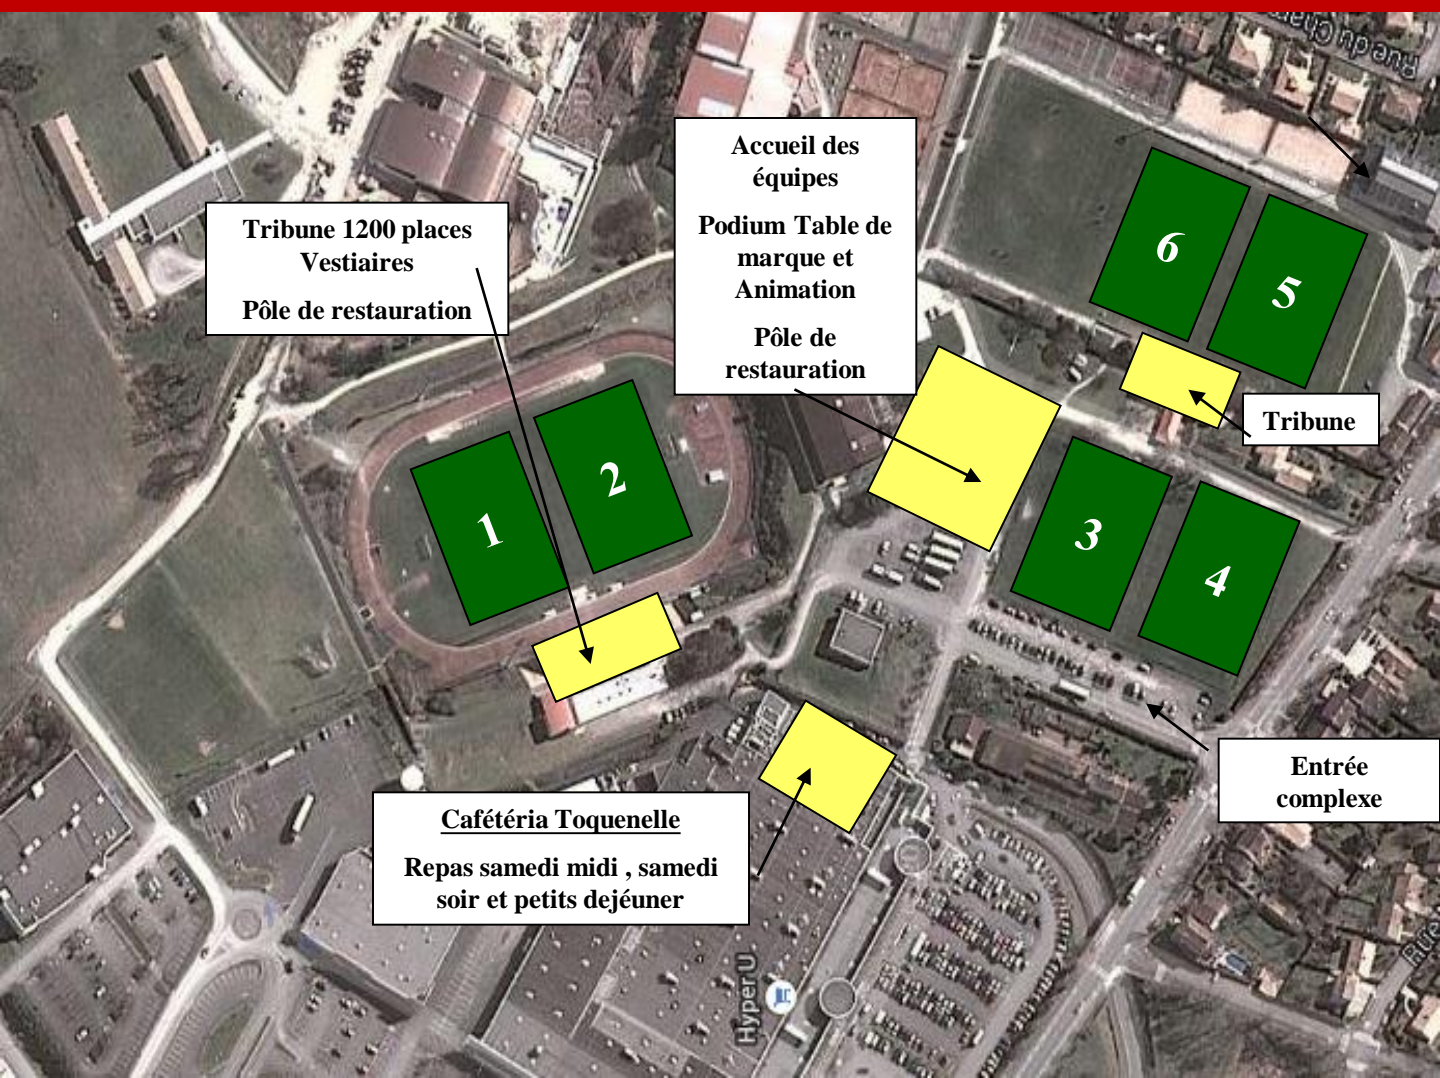 Rue du Cham
Accueil des
équipes
Podium Table de
marque et
Animation
Pôle de
restauration
Tribune 1200 places
Vestiaires
Pôle de restauration
6
5
Tribune
1
2
3
4
Entrée
complexe
Cafétéria Toquenelle
Repas samedi midi , samedi
soir et petits dejéuner
Hyper U
Rue